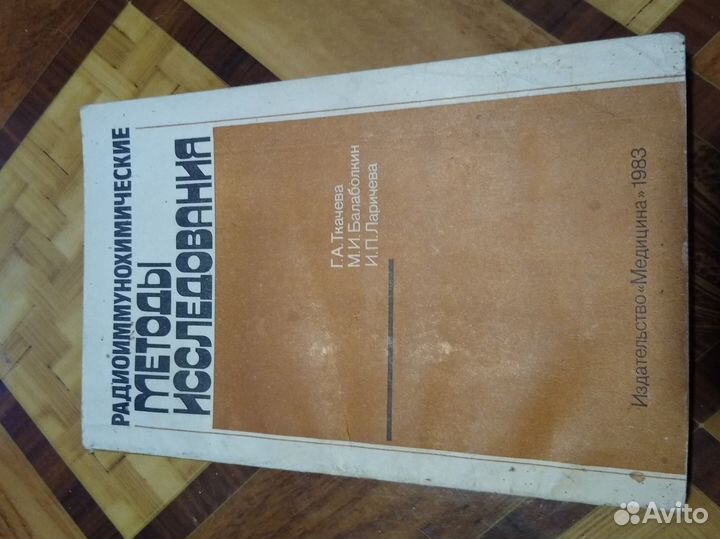 РАДИОИММУНОХИМИЧЕСКИЕ
МЕТОДЫ
ИССЛЕДОВАНИЯ
Г.А.Ткачева
М.И.Балаболкин
И.П.Ларичева
Издательство «Медицина» 1983
Avito